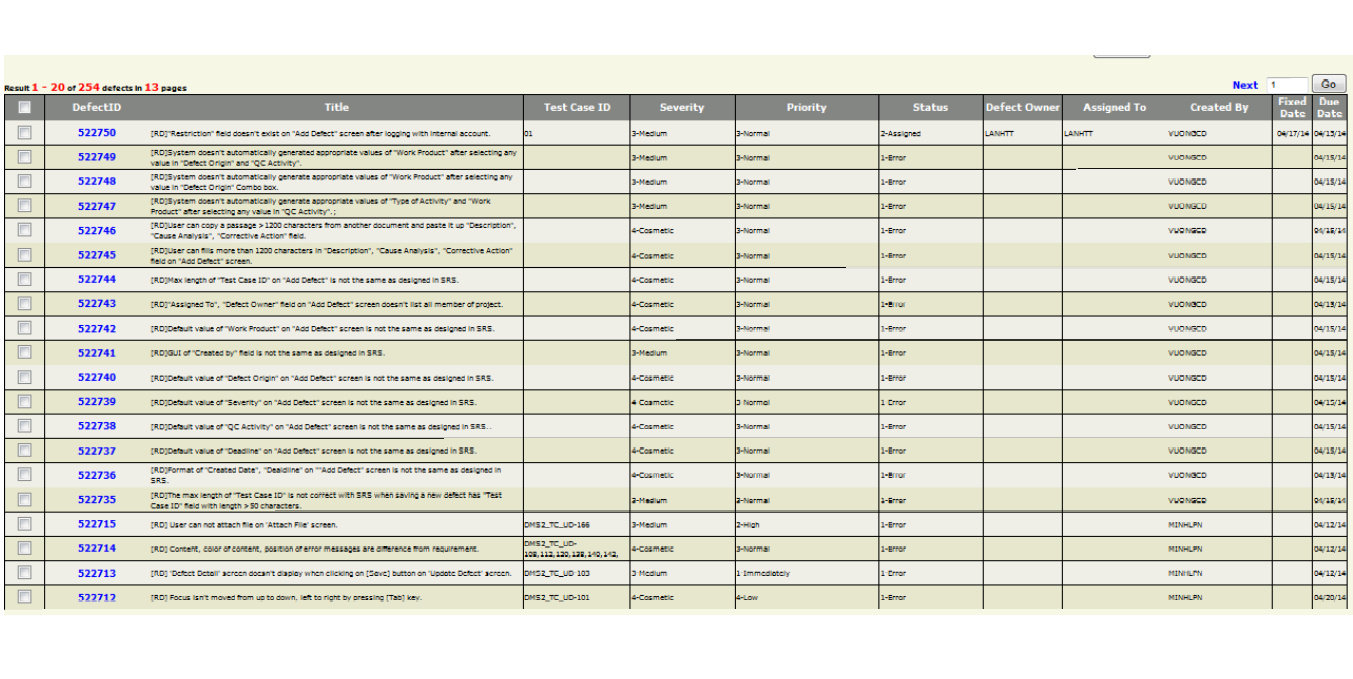 Result 1 - 20 of 254 defects in 13 pages
Next 1 Go
DefectID Title Test Case ID Severity Priority Status Defect Owner Assigned To Created By Fixed Date Due Date
522750 [RD]"Restriction" field doesn't exist on "Add Defect" screen after logging with internal account. 01 3-Medium 3-Normal 2-Assigned LANHTT LANHTT VUONGCD 04/17/14 04/15/14
522749 [RD]System doesn't automatically generated appropriate values of "Work Product" after selecting any
value in "Defect Origin" and "QC Activity". 3-Medium 3-Normal 1-Error VUONGCD 04/15/14
522748 [RD]System doesn't automatically generate appropriate values of "Work Product" after selecting any
value in "Defect Origin" Combo box. 3-Medium 3-Normal 1-Error VUONGCD 04/15/14
522747 [RD]System doesn't automatically generate appropriate values of "Type of Activity" and "Work
Product" after selecting any value in "QC Activity".; 3-Medium 3-Normal 1-Error VUONGCD 04/15/14
522746 [RD]User can copy a passage >1200 characters from another document and paste it up "Description",
"Cause Analysis", "Corrective Action" field. 4-Cosmetic 3-Normal 1-Error VUONGCD 04/15/14
522745 [RD]User can fills more than 1200 characters in "Description", "Cause Analysis", "Corrective Action"
field on "Add Defect" screen. 4-Cosmetic 3-Normal 1-Error VUONGCD 04/15/14
522744 [RD]Max length of "Test Case ID" on "Add Defect" is not the same as designed in SRS. 4-Cosmetic 3-Normal 1-Error VUONGCD 04/15/14
522743 [RD]"Assigned To", "Defect Owner" field on "Add Defect" screen doesn't list all member of project. 4-Cosmetic 3-Normal 1-Error VUONGCD 04/15/14
522742 [RD]Default value of "Work Product" on "Add Defect" screen is not the same as designed in SRS. 4-Cosmetic 3-Normal 1-Error VUONGCD 04/15/14
522741 [RD]GUI of "Created by" field is not the same as designed in SRS. 3-Medium 3-Normal 1-Error VUONGCD 04/15/14
522740 [RD]Default value of "Defect Origin" on "Add Defect" screen is not the same as designed in SRS. 4-Cosmetic 3-Normal 1-Error VUONGCD 04/15/14
522739 [RD]Default value of "Severity" on "Add Defect" screen is not the same as designed in SRS. 4-Cosmetic 3-Normal 1-Error VUONGCD 04/15/14
522738 [RD]Default value of "QC Activity" on "Add Defect" screen is not the same as designed in SRS.. 4-Cosmetic 3-Normal 1-Error VUONGCD 04/15/14
522737 [RD]Default value of "Deadline" on "Add Defect" screen is not the same as designed in SRS. 4-Cosmetic 3-Normal 1-Error VUONGCD 04/15/14
522736 [RD]Format of "Created Date", "Dealdline" on ""Add Defect" screen is not the same as designed in
SRS. 4-Cosmetic 3-Normal 1-Error VUONGCD 04/15/14
522735 [RD]The max length of "Test Case ID" is not correct with SRS when saving a new defect has "Test
Case ID" field with length >50 characters. 3-Medium 3-Normal 1-Error VUONGCD 04/15/14
522715 [RD] User can not attach file on 'Attach File' screen. DMS2_TC_UD-166 3-Medium 2-High 1-Error MINHLPN 04/12/14
522714 [RD] Content, color of content, position of error messages are difference from requirement. DMS2_TC_UD-
108,112,120,138,140,142, 4-Cosmetic 3-Normal 1-Error MINHLPN 04/12/14
522713 [RD] 'Defect Detail' screen doesn't display when clicking on [Save] button on 'Update Defect' screen. DMS2_TC_UD-103 3-Medium 1-Immediately 1-Error MINHLPN 04/12/14
522712 [RD] Focus isn't moved from up to down, left to right by pressing [Tab] key. DMS2_TC_UD-101 4-Cosmetic 4-Low 1-Error MINHLPN 04/20/14